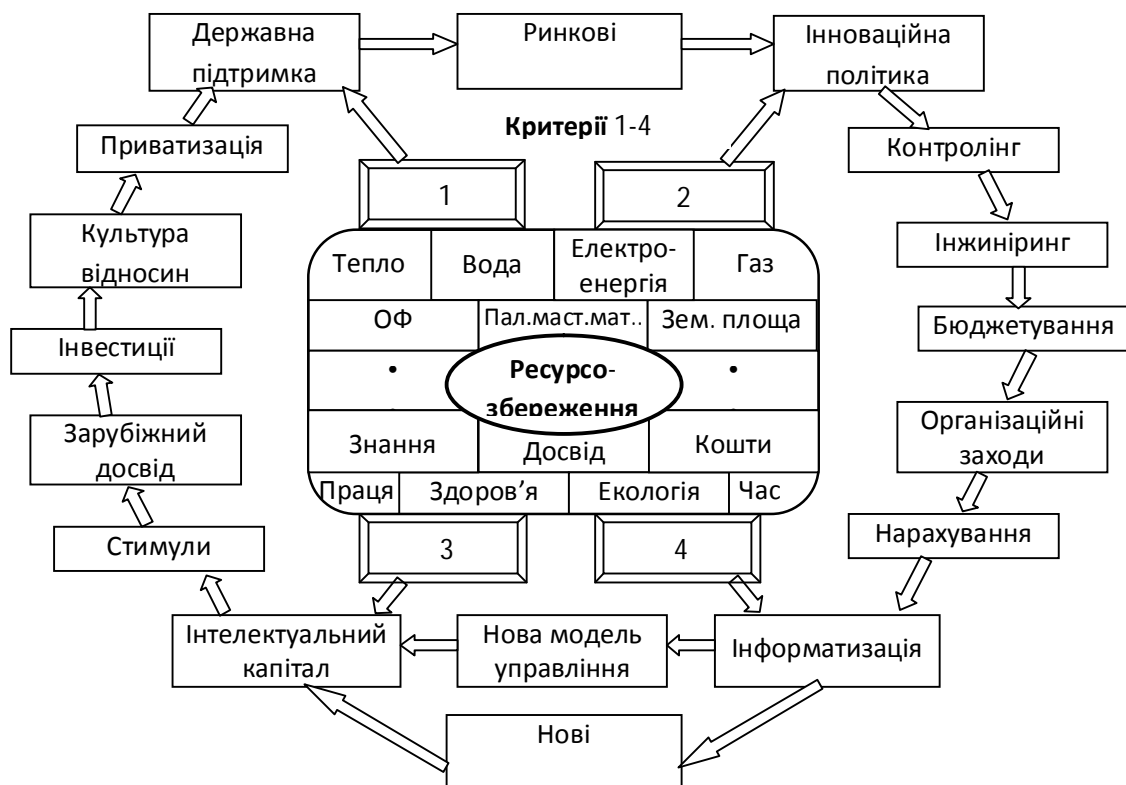 Державна
підтримка
Ринкові
Інноваційна
політика
Критерії 1-4
Приватизація
Контролінг
1
2
Культура
відносин
Інжиніринг
Тепло
Вода
Електро-
енергія
Газ
Інвестиції
ОФ
Пал.маст.мат..
Зем. площа
Бюджетування
•
Ресурсо-
збереження
•
Зарубіжний
досвід
Знання
Досвід
Кошти
Організаційні
заходи
Праця
Здоров’я
Екологія
Час
Стимули
3
4
Нарахування
Інтелектуальний
капітал
Нова модель
управління
Інформатизація
Нові